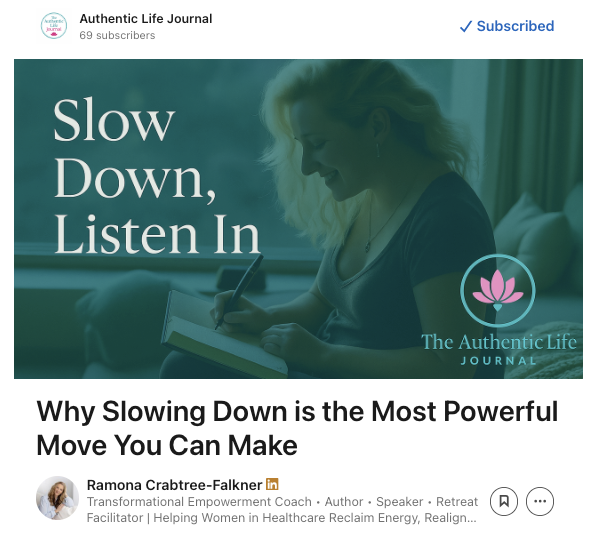 Authentic Life Journal
69 subscribers
✓ Subscribed
Slow
Down,
Listen In
The Authentic Life
JOURNAL
Why Slowing Down is the Most Powerful
Move You Can Make
Ramona Crabtree-Falkner in
Transformational Empowerment Coach • Author • Speaker • Retreat
Facilitator | Helping Women in Healthcare Reclaim Energy, Realign...